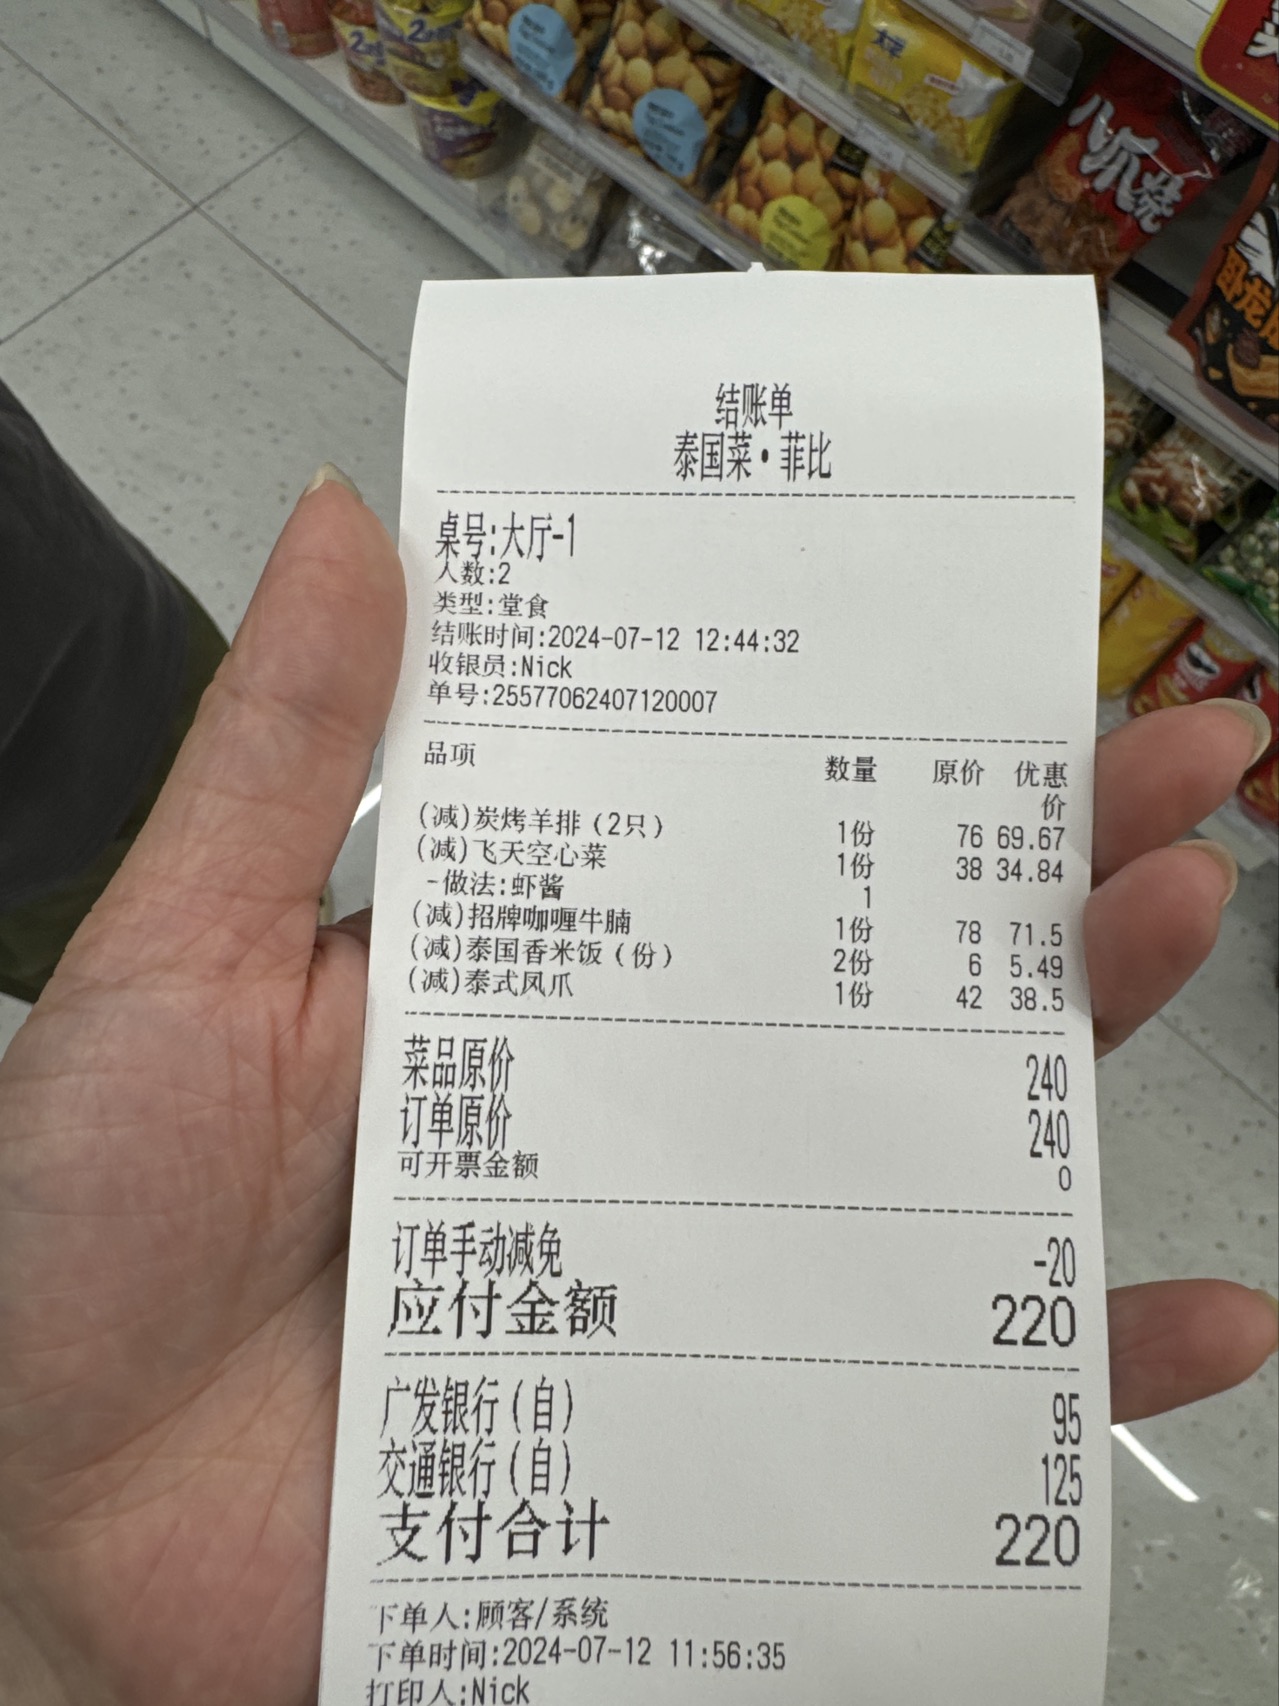 结账单
泰国菜•菲比
桌号:大厅-1
人数:2
类型:堂食
结账时间:2024-07-12 12:44:32
收银员:Nick
单号:25577062407120007
品项 数量 原价 优惠价
(减)炭烤羊排(2只) 1份 76 69.67
(减)飞天空心菜 1份 38 34.84
-做法:虾酱 1
(减)招牌咖喱牛腩 1份 78 71.5
(减)泰国香米饭(份) 2份 6 5.49
(减)泰式凤爪 1份 42 38.5
菜品原价 240
订单原价 240
可开票金额 0
订单手动减免 -20
应付金额 220
广发银行(自) 95
交通银行(自) 125
支付合计 220
下单人:顾客/系统
下单时间:2024-07-12 11:56:35
打印人:Nick